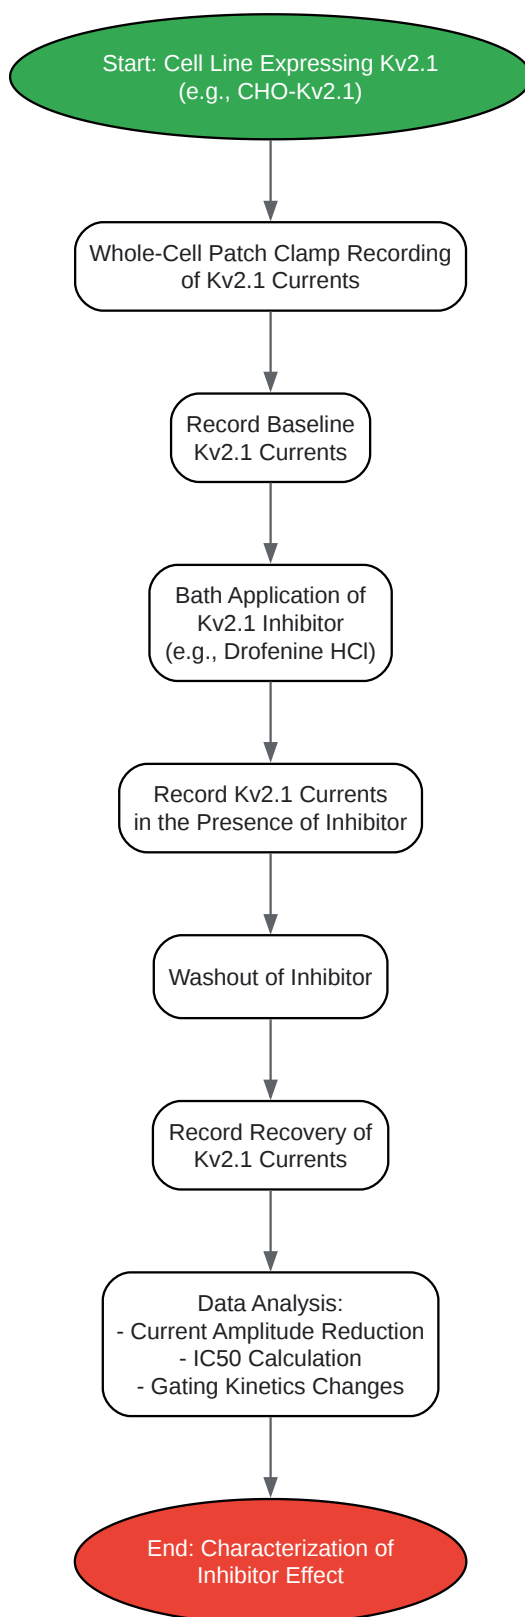 Start: Cell Line Expressing Kv2.1
(e.g., CHO-Kv2.1)
Whole-Cell Patch Clamp Recording
of Kv2.1 Currents
Record Baseline
Kv2.1 Currents
Bath Application of
Kv2.1 Inhibitor
(e.g., Drofenine HCl)
Record Kv2.1 Currents
in the Presence of Inhibitor
Washout of Inhibitor
Record Recovery of
Kv2.1 Currents
Data Analysis:
- Current Amplitude Reduction
- IC50 Calculation
- Gating Kinetics Changes
End: Characterization of
Inhibitor Effect